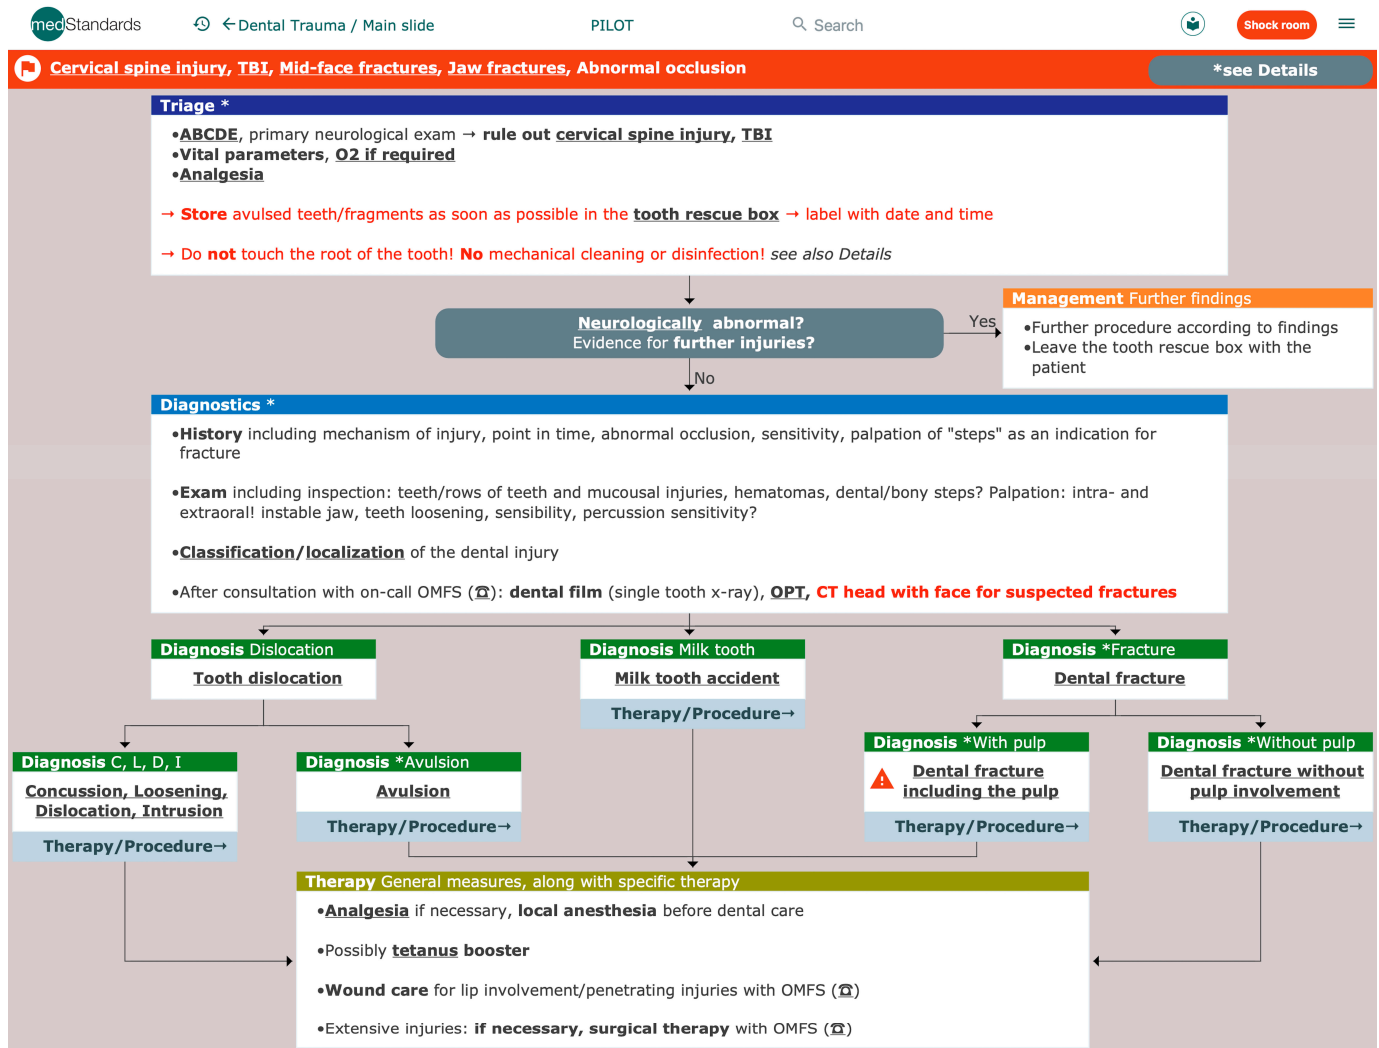 medStandards
Dental Trauma / Main slide
PILOT
Search
Shock room
Cervical spine injury, TBI, Mid-face fractures, Jaw fractures, Abnormal occlusion
*see Details
Triage *
•ABCDE, primary neurological exam → rule out cervical spine injury, TBI
•Vital parameters, O2 if required
•Analgesia
→ Store avulsed teeth/fragments as soon as possible in the tooth rescue box → label with date and time
→ Do not touch the root of the tooth! No mechanical cleaning or disinfection! see also Details
Neurologically abnormal?
Evidence for further injuries?
Yes
Management Further findings
•Further procedure according to findings
•Leave the tooth rescue box with the
patient
No
Diagnostics *
•History including mechanism of injury, point in time, abnormal occlusion, sensitivity, palpation of "steps" as an indication for
fracture
•Exam including inspection: teeth/rows of teeth and mucousal injuries, hematomas, dental/bony steps? Palpation: intra- and
extraoral! instable jaw, teeth loosening, sensibility, percussion sensitivity?
•Classification/localization of the dental injury
•After consultation with on-call OMFS (☎): dental film (single tooth x-ray), OPT, CT head with face for suspected fractures
Diagnosis Dislocation
Tooth dislocation
Diagnosis Milk tooth
Milk tooth accident
Therapy/Procedure→
Diagnosis *Fracture
Dental fracture
Diagnosis C, L, D, I
Concussion, Loosening,
Dislocation, Intrusion
Therapy/Procedure→
Diagnosis *Avulsion
Avulsion
Therapy/Procedure→
Diagnosis *With pulp
Dental fracture
including the pulp
Therapy/Procedure→
Diagnosis *Without pulp
Dental fracture without
pulp involvement
Therapy/Procedure→
Therapy General measures, along with specific therapy
•Analgesia if necessary, local anesthesia before dental care
•Possibly tetanus booster
•Wound care for lip involvement/penetrating injuries with OMFS (☎)
•Extensive injuries: if necessary, surgical therapy with OMFS (☎)